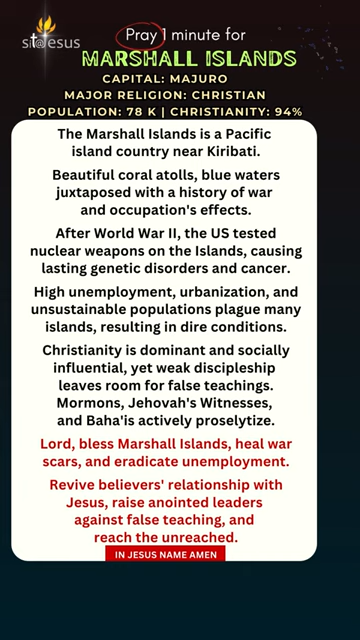 sit@Jesus
Pray 1 minute for
MARSHALL ISLANDS
CAPITAL: MAJURO
MAJOR RELIGION: CHRISTIAN
POPULATION: 78 K | CHRISTIANITY: 94%
The Marshall Islands is a Pacific
island country near Kiribati.
Beautiful coral atolls, blue waters
juxtaposed with a history of war
and occupation's effects.
After World War II, the US tested
nuclear weapons on the Islands, causing
lasting genetic disorders and cancer.
High unemployment, urbanization, and
unsustainable populations plague many
islands, resulting in dire conditions.
Christianity is dominant and socially
influential, yet weak discipleship
leaves room for false teachings.
Mormons, Jehovah's Witnesses,
and Baha'is actively proselytize.
Lord, bless Marshall Islands, heal war
scars, and eradicate unemployment.
Revive believers' relationship with
Jesus, raise anointed leaders
against false teaching, and
reach the unreached.
IN JESUS NAME AMEN